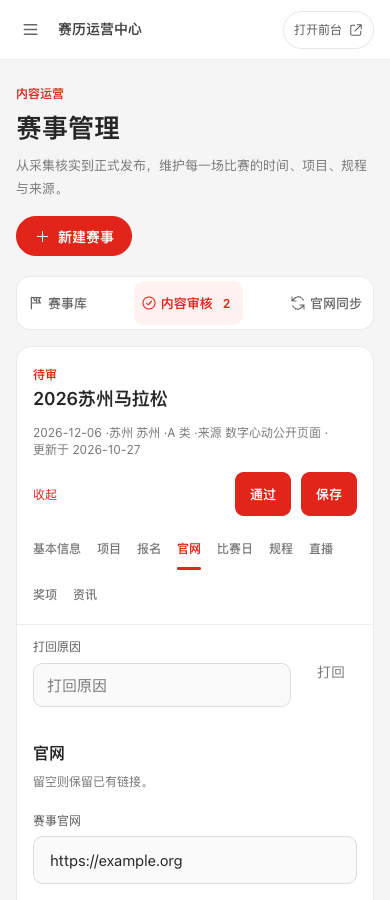 赛历运营中心
打开前台
内容运营
赛事管理
从采集核实到正式发布，维护每一场比赛的时间、项目、规程
与来源。
新建赛事
赛事库
内容审核 2
官网同步
待审
2026苏州马拉松
2026-12-06 ·苏州 苏州 ·A 类 ·来源 数字心动公开页面 ·
更新于 2026-10-27
收起
通过
保存
基本信息 项目 报名 官网 比赛日 规程 直播
奖项 资讯
打回原因
打回原因
打回
官网
留空则保留已有链接。
赛事官网
https://example.org